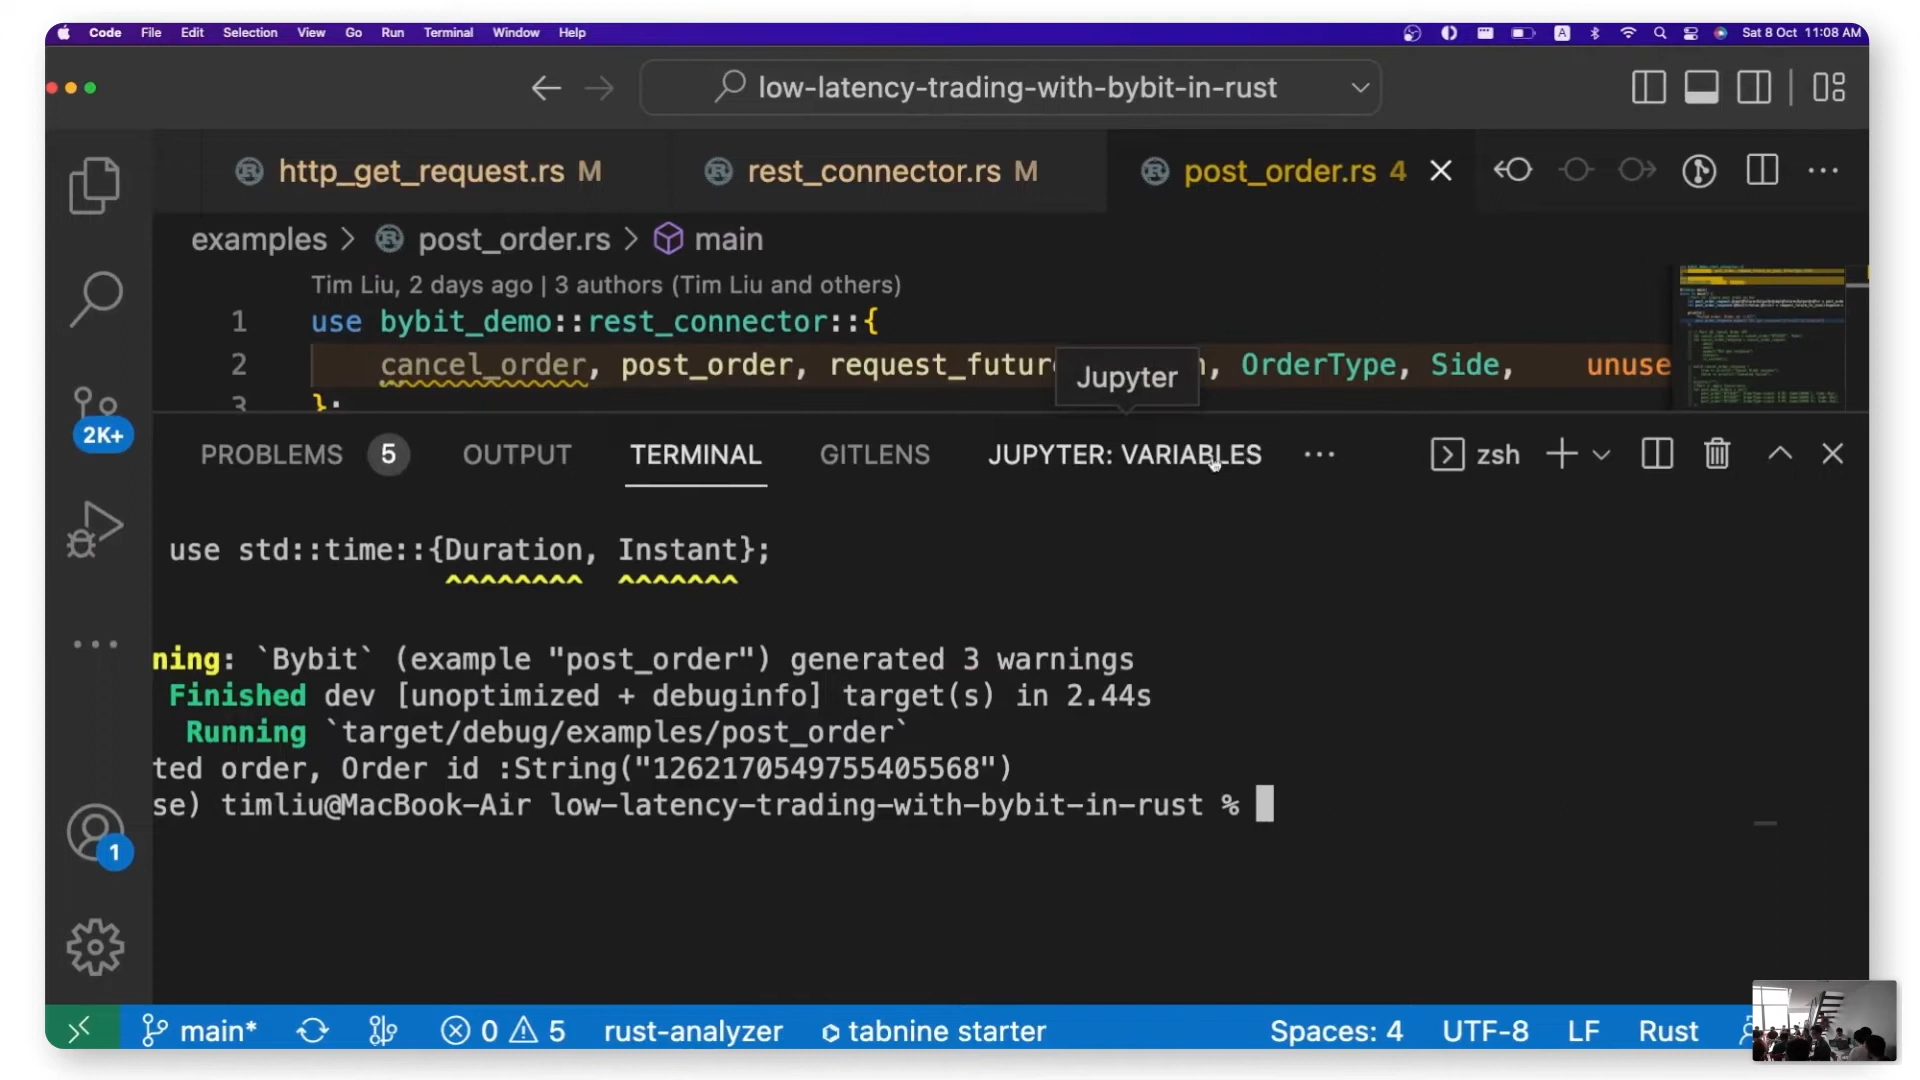 Code File Edit Selection View Go Run Terminal Window Help A Sat 8 Oct 11:08 AM
low-latency-trading-with-bybit-in-rust
http_get_request.rs M rest_connector.rs M post_order.rs 4
examples > post_order.rs > main
Tim Liu, 2 days ago | 3 authors (Tim Liu and others)
1 use bybit_demo::rest_connector::{
2 cancel_order, post_order, request_futur , OrderType, Side, unuse
Jupyter
3 };
2K+
PROBLEMS 5 OUTPUT TERMINAL GITLENS JUPYTER: VARIABLES ··· zsh
use std::time::{Duration, Instant};
^^^^^^^^ ^^^^^^^
ning: `Bybit` (example "post_order") generated 3 warnings
Finished dev [unoptimized + debuginfo] target(s) in 2.44s
Running `target/debug/examples/post_order`
ted order, Order id :String("1262170549755405568")
se) timliu@MacBook-Air low-latency-trading-with-bybit-in-rust %
1
main* 0 5 rust-analyzer tabnine starter Spaces: 4 UTF-8 LF Rust